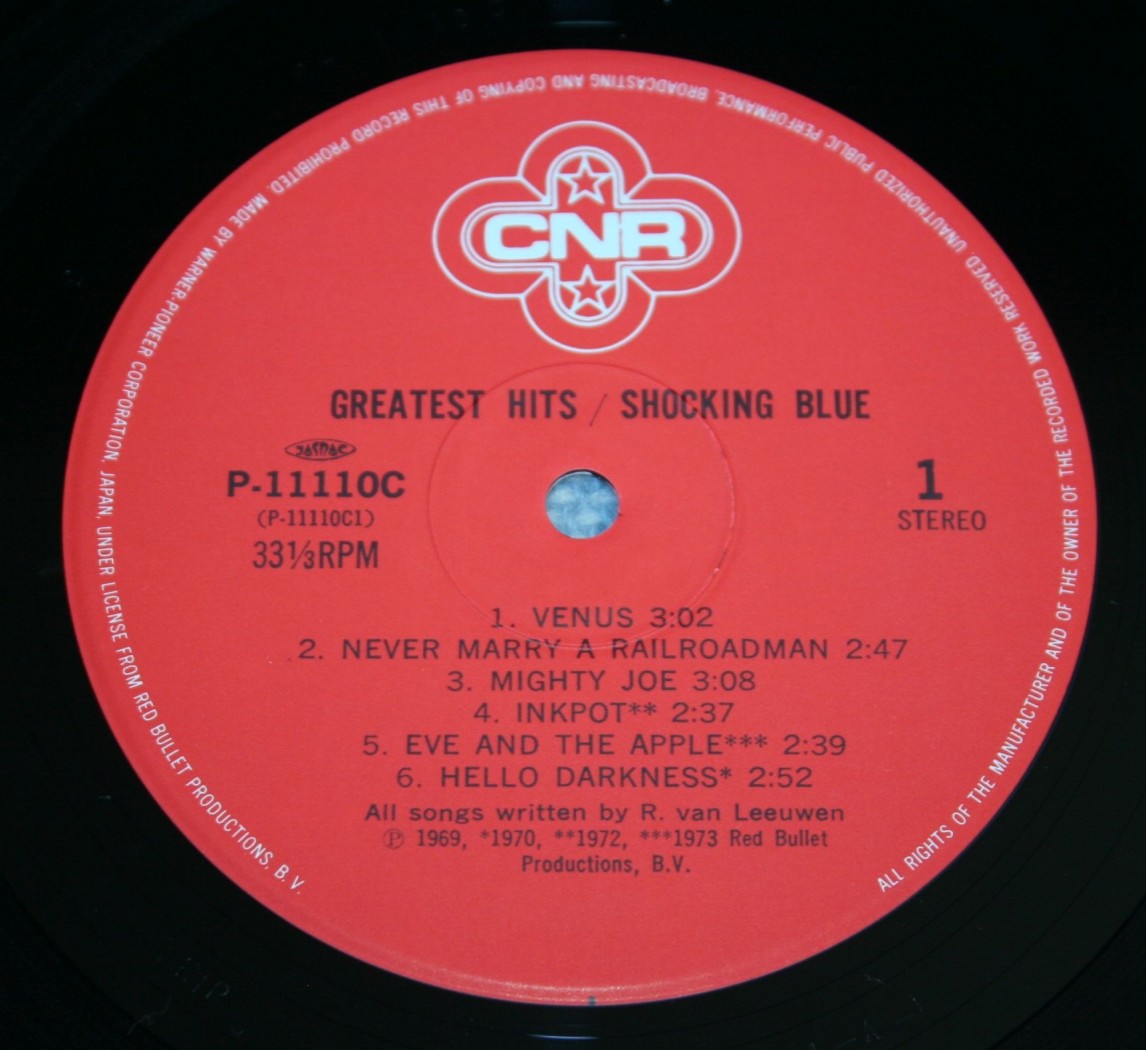 CNR
GREATEST HITS / SHOCKING BLUE
JASRAC
P-11110C
(P-11110C1)
33⅓RPM
1
STEREO
1. VENUS 3:02
2. NEVER MARRY A RAILROADMAN 2:47
3. MIGHTY JOE 3:08
4. INKPOT** 2:37
5. EVE AND THE APPLE*** 2:39
6. HELLO DARKNESS* 2:52
All songs written by R. van Leeuwen
Ⓟ 1969, *1970, **1972, ***1973 Red Bullet
Productions, B.V.
ALL RIGHTS OF THE MANUFACTURER AND OF THE OWNER OF THE RECORDED WORK RESERVED. UNAUTHORIZED PUBLIC PERFORMANCE, BROADCASTING AND COPYING OF THIS RECORD PROHIBITED. MADE BY WARNER-PIONEER CORPORATION, JAPAN, UNDER LICENSE FROM RED BULLET PRODUCTIONS, B.V.